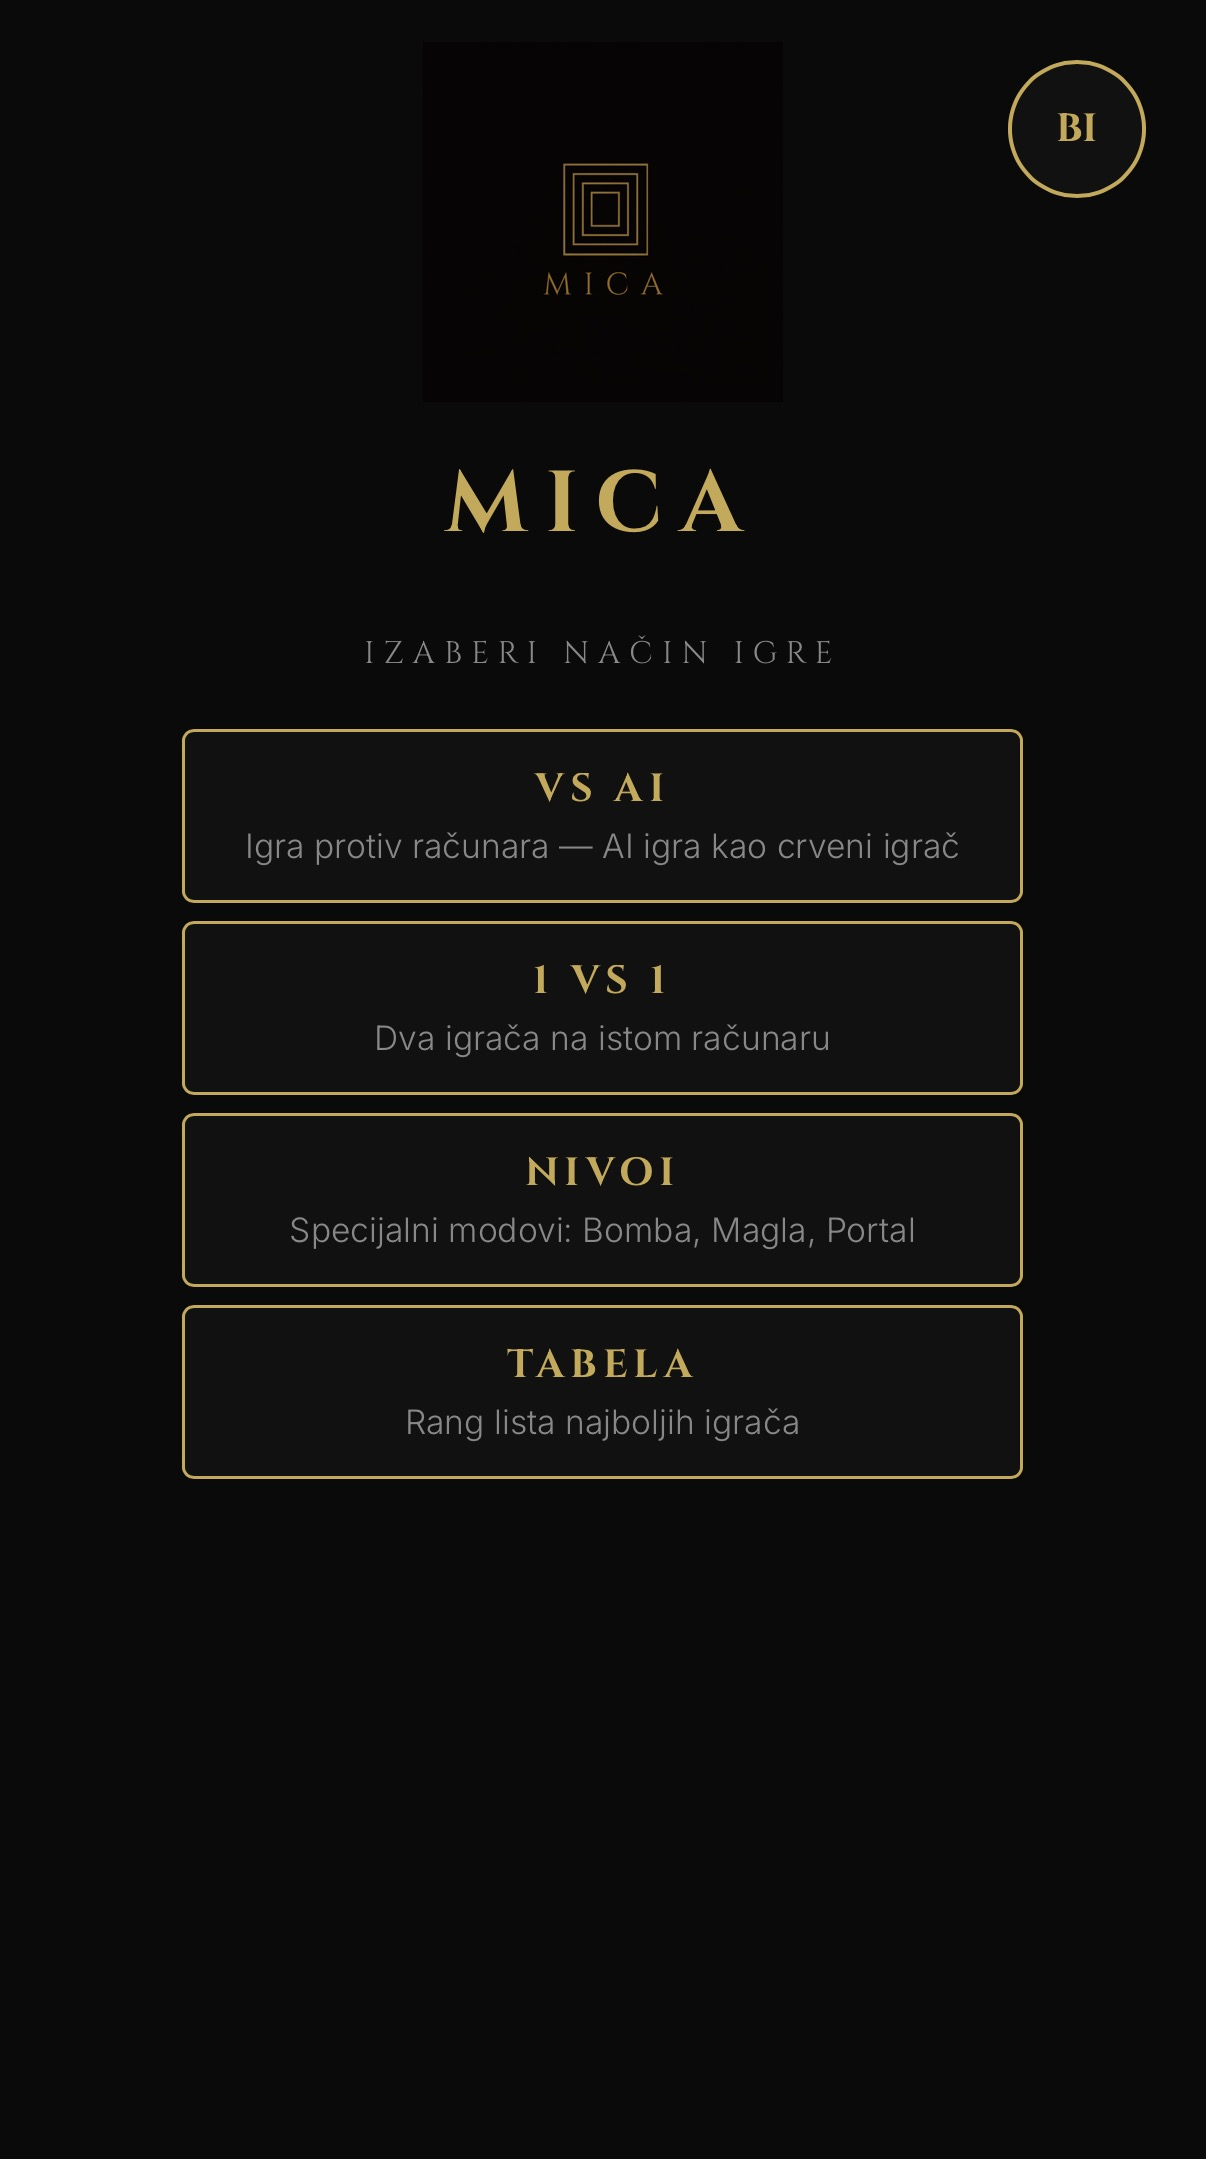 MICA
BI
MICA
IZABERI NAČIN IGRE
VS AI
Igra protiv računara — AI igra kao crveni igrač
1 VS 1
Dva igrača na istom računaru
NIVOI
Specijalni modovi: Bomba, Magla, Portal
TABELA
Rang lista najboljih igrača